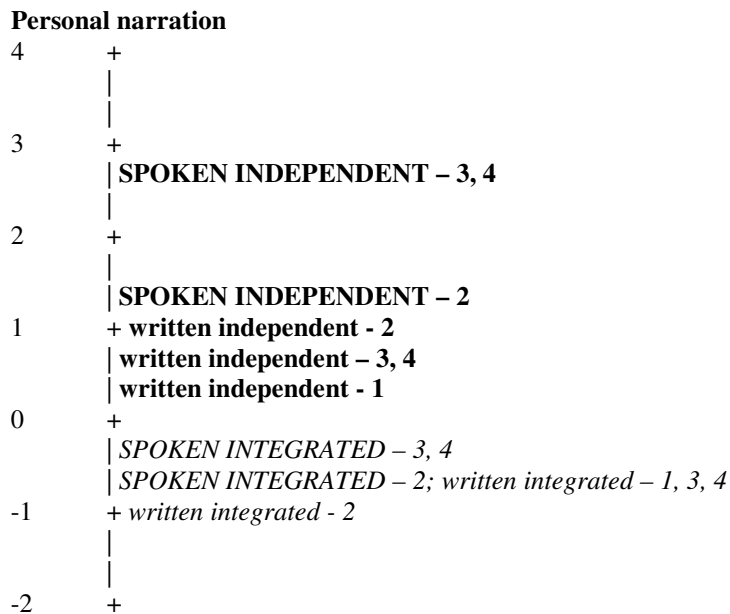 Personal narration
4 +
|
|
3 +
| SPOKEN INDEPENDENT – 3, 4
|
2 +
|
| SPOKEN INDEPENDENT – 2
1 + written independent - 2
| written independent – 3, 4
| written independent - 1
0 +
| SPOKEN INTEGRATED – 3, 4
| SPOKEN INTEGRATED – 2; written integrated – 1, 3, 4
-1 + written integrated - 2
|
|
-2 +